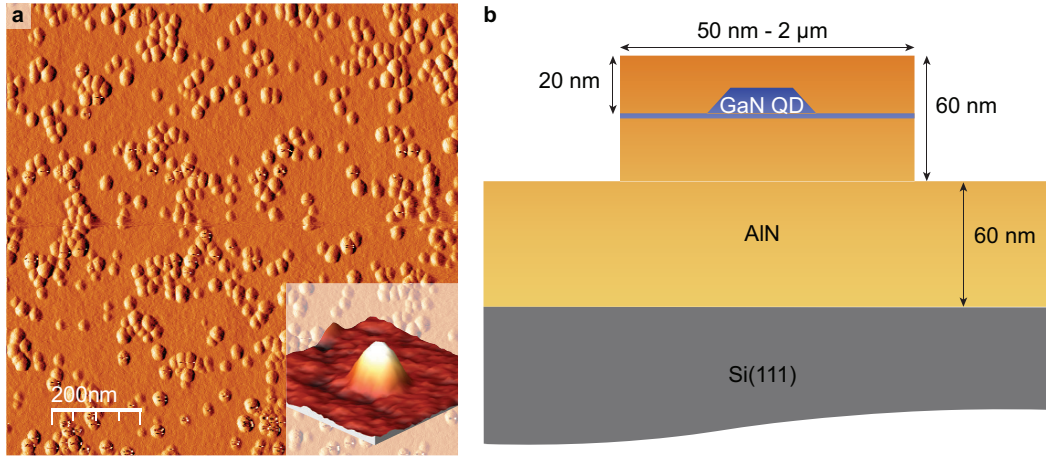 a
200nm
b
50 nm - 2 µm
20 nm
GaN QD
60 nm
AlN
60 nm
Si(111)